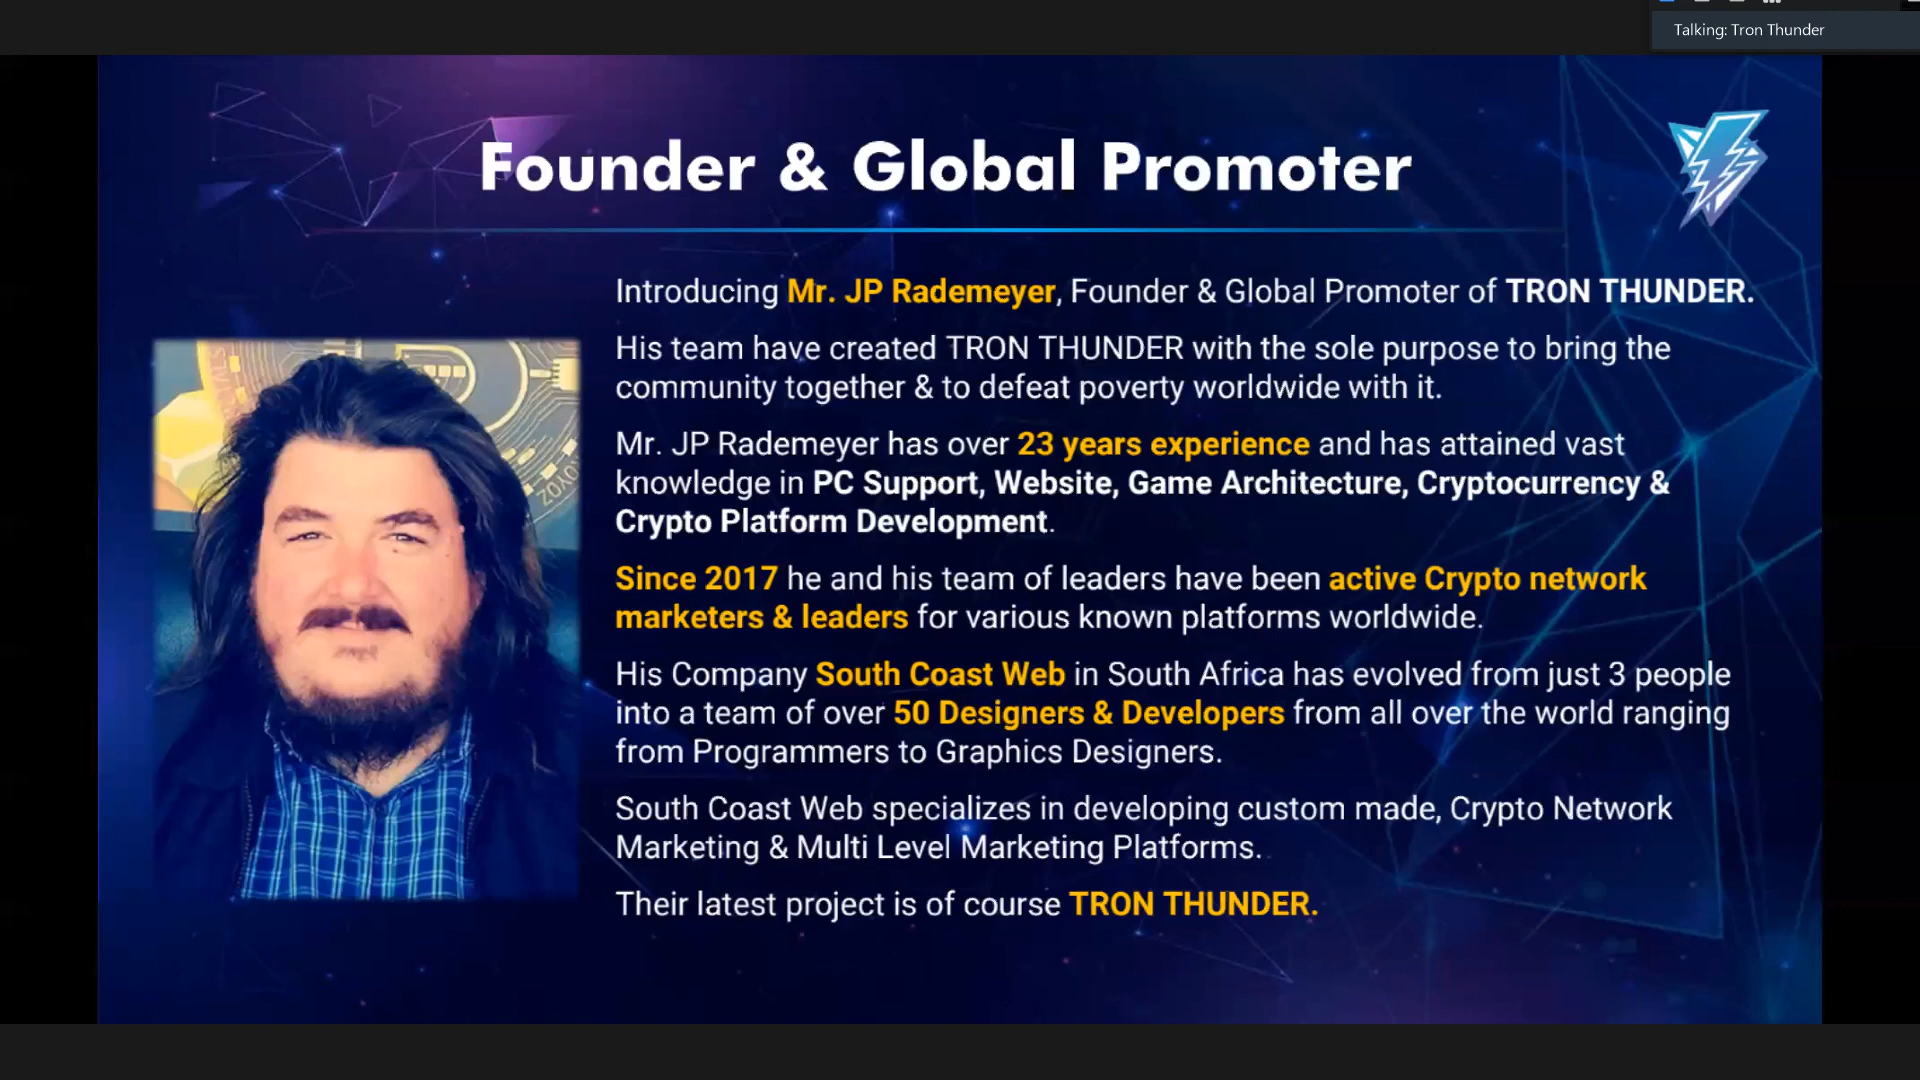 Talking: Tron Thunder
Founder & Global Promoter
Introducing Mr. JP Rademeyer, Founder & Global Promoter of TRON THUNDER.
His team have created TRON THUNDER with the sole purpose to bring the
community together & to defeat poverty worldwide with it.
Mr. JP Rademeyer has over 23 years experience and has attained vast
knowledge in PC Support, Website, Game Architecture, Cryptocurrency &
Crypto Platform Development.
Since 2017 he and his team of leaders have been active Crypto network
marketers & leaders for various known platforms worldwide.
His Company South Coast Web in South Africa has evolved from just 3 people
into a team of over 50 Designers & Developers from all over the world ranging
from Programmers to Graphics Designers.
South Coast Web specializes in developing custom made, Crypto Network
Marketing & Multi Level Marketing Platforms.
Their latest project is of course TRON THUNDER.